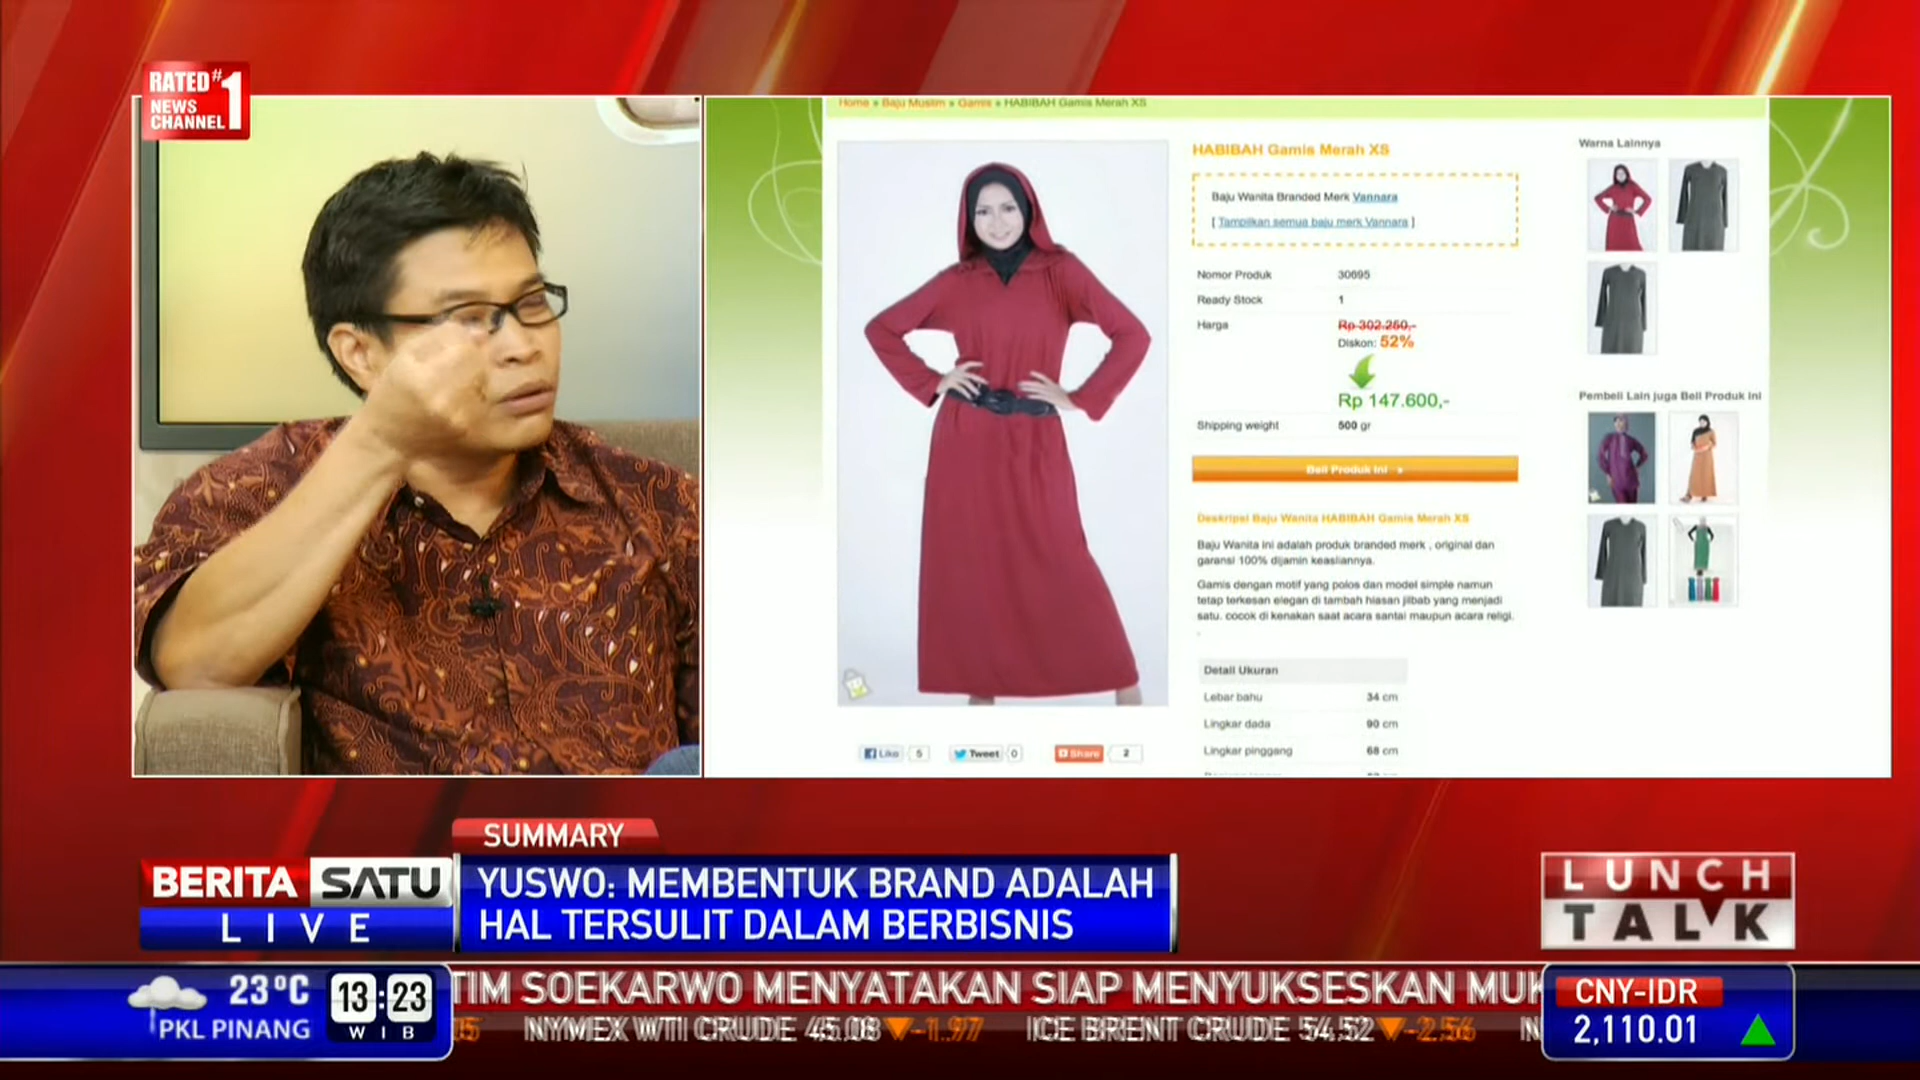 RATED #1
NEWS
CHANNEL
Home » Baju Muslim » Gamis » HABIBAH Gamis Merah XS
HABIBAH Gamis Merah XS
Baju Wanita Branded Merk Vannara
[ Tampilkan semua baju merk Vannara ]
Nomor Produk 30695
Ready Stock 1
Harga Rp 302.250,-
Diskon: 52%
Rp 147.600,-
Shipping weight 500 gr
Beli Produk Ini »
Deskripsi Baju Wanita HABIBAH Gamis Merah XS
Baju Wanita ini adalah produk branded merk , original dan
garansi 100% dijamin keasliannya.
Gamis dengan motif yang polos dan model simple namun
tetap terkesan elegan di tambah hiasan jilbab yang menjadi
satu. cocok di kenakan saat acara santai maupun acara religi.
.
Detail Ukuran
Lebar bahu 34 cm
Lingkar dada 90 cm
Lingkar pinggang 68 cm
Warna Lainnya
Pembeli Lain juga Beli Produk ini
Like 5 Tweet 0 Share 2
SUMMARY
BERITA SATU
LIVE
YUSWO: MEMBENTUK BRAND ADALAH
HAL TERSULIT DALAM BERBISNIS
LUNCH
TALK
23°C
PKL PINANG
13:23
WIB
TIM SOEKARWO MENYATAKAN SIAP MENYUKSESKAN MUK
NYMEX WTI CRUDE 45.08 ▼-1.97 ICE BRENT CRUDE 54.52 ▼-2.56 N
CNY-IDR
2,110.01 ▲